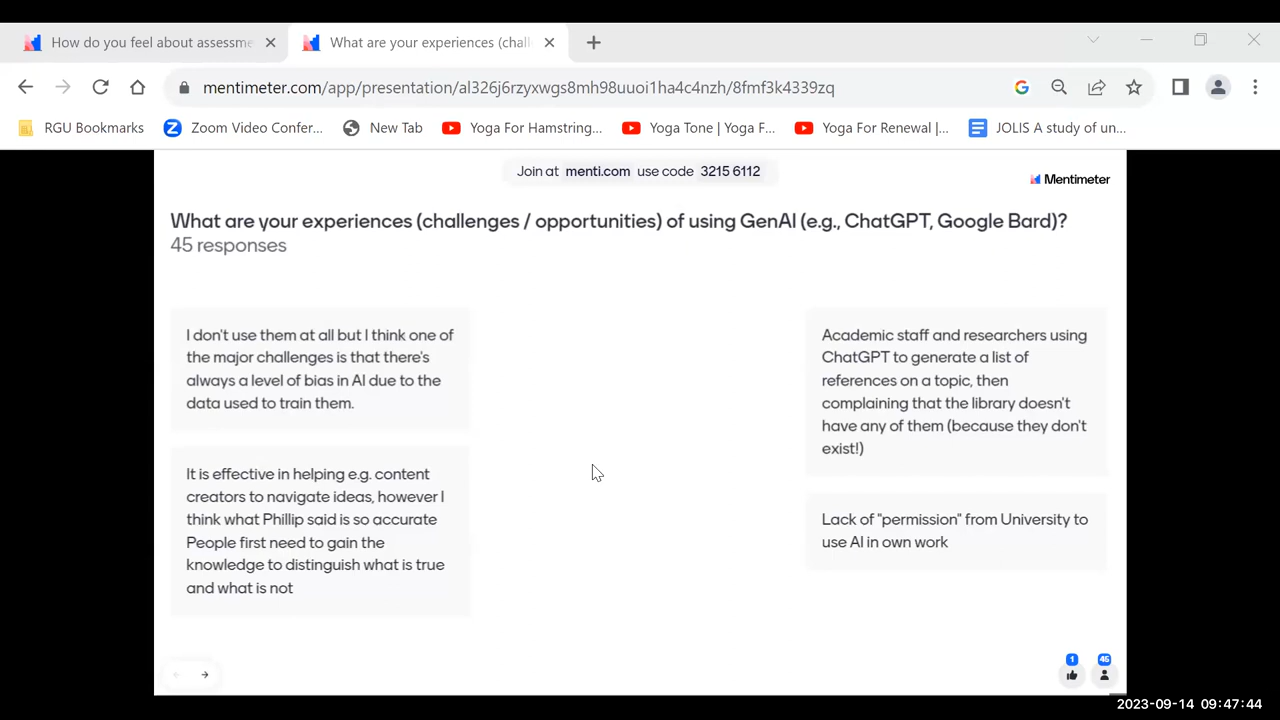 How do you feel about assessme
What are your experiences (chall
mentimeter.com/app/presentation/al326j6rzyxwgs8mh98uuoi1ha4c4nzh/8fmf3k4339zq
RGU Bookmarks
Zoom Video Confer...
New Tab
Yoga For Hamstring...
Yoga Tone | Yoga F...
Yoga For Renewal |...
JOLIS A study of un...
Join at menti.com use code 3215 6112
Mentimeter
What are your experiences (challenges / opportunities) of using GenAI (e.g., ChatGPT, Google Bard)?
45 responses
I don't use them at all but I think one of
the major challenges is that there's
always a level of bias in AI due to the
data used to train them.
It is effective in helping e.g. content
creators to navigate ideas, however I
think what Phillip said is so accurate
People first need to gain the
knowledge to distinguish what is true
and what is not
Academic staff and researchers using
ChatGPT to generate a list of
references on a topic, then
complaining that the library doesn't
have any of them (because they don't
exist!)
Lack of "permission" from University to
use AI in own work
1
45
2023-09-14 09:47:44